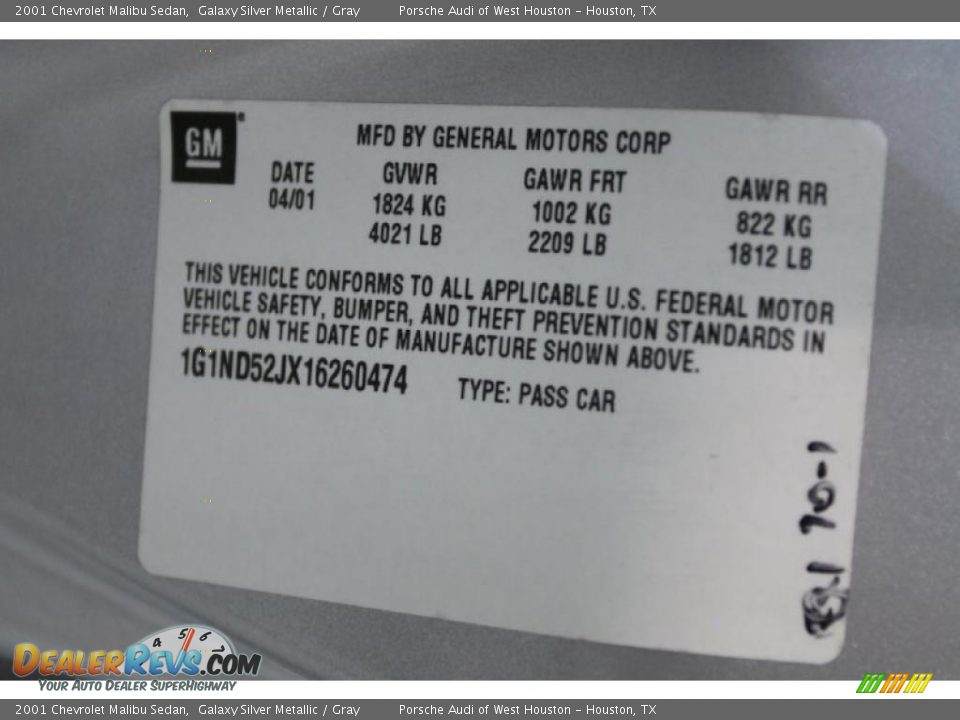 2001 Chevrolet Malibu Sedan, Galaxy Silver Metallic / Gray Porsche Audi of West Houston - Houston, TX
GM
MFD BY GENERAL MOTORS CORP
DATE GVWR GAWR FRT GAWR RR
04/01 1824 KG 1002 KG 822 KG
4021 LB 2209 LB 1812 LB
THIS VEHICLE CONFORMS TO ALL APPLICABLE U.S. FEDERAL MOTOR
VEHICLE SAFETY, BUMPER, AND THEFT PREVENTION STANDARDS IN
EFFECT ON THE DATE OF MANUFACTURE SHOWN ABOVE.
1G1ND52JX16260474 TYPE: PASS CAR
4 5 6
DEALERREVS.COM
YOUR AUTO DEALER SUPERHIGHWAY
2001 Chevrolet Malibu Sedan, Galaxy Silver Metallic / Gray Porsche Audi of West Houston - Houston, TX